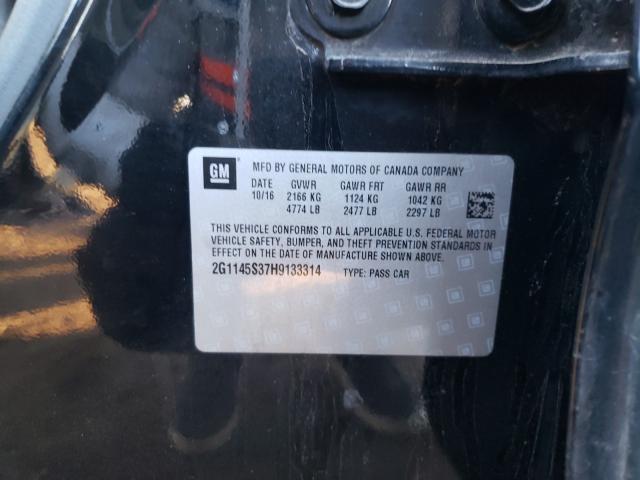 GM
MFD BY GENERAL MOTORS OF CANADA COMPANY
DATE GVWR GAWR FRT GAWR RR
10/16 2166 KG 1124 KG 1042 KG
4774 LB 2477 LB 2297 LB
THIS VEHICLE CONFORMS TO ALL APPLICABLE U.S. FEDERAL MOTOR
VEHICLE SAFETY, BUMPER, AND THEFT PREVENTION STANDARDS IN
EFFECT ON THE DATE OF MANUFACTURE SHOWN ABOVE.
2G1145S37H9133314 TYPE: PASS CAR